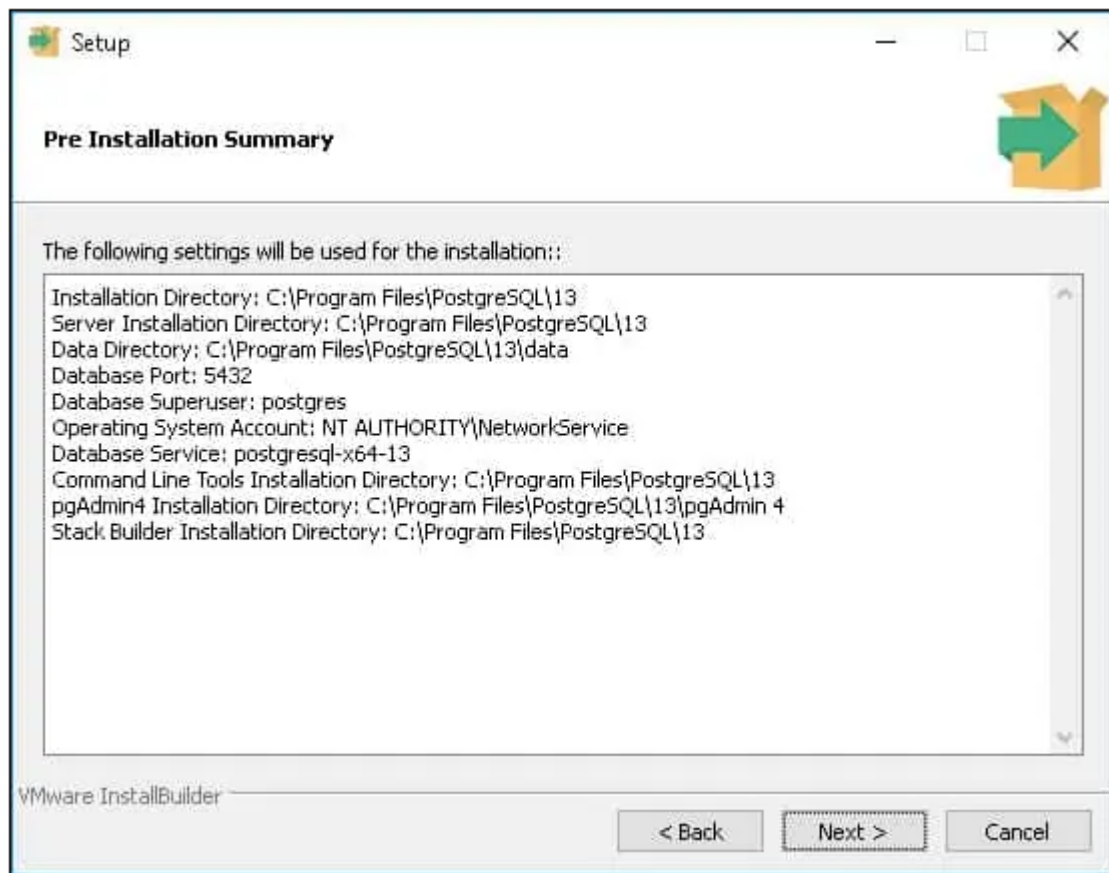 Setup
Pre Installation Summary
The following settings will be used for the installation::
Installation Directory: C:\Program Files\PostgreSQL\13
Server Installation Directory: C:\Program Files\PostgreSQL\13
Data Directory: C:\Program Files\PostgreSQL\13\data
Database Port: 5432
Database Superuser: postgres
Operating System Account: NT AUTHORITY\NetworkService
Database Service: postgresql-x64-13
Command Line Tools Installation Directory: C:\Program Files\PostgreSQL\13
pgAdmin4 Installation Directory: C:\Program Files\PostgreSQL\13\pgAdmin 4
Stack Builder Installation Directory: C:\Program Files\PostgreSQL\13
VMware InstallBuilder
< Back Next > Cancel